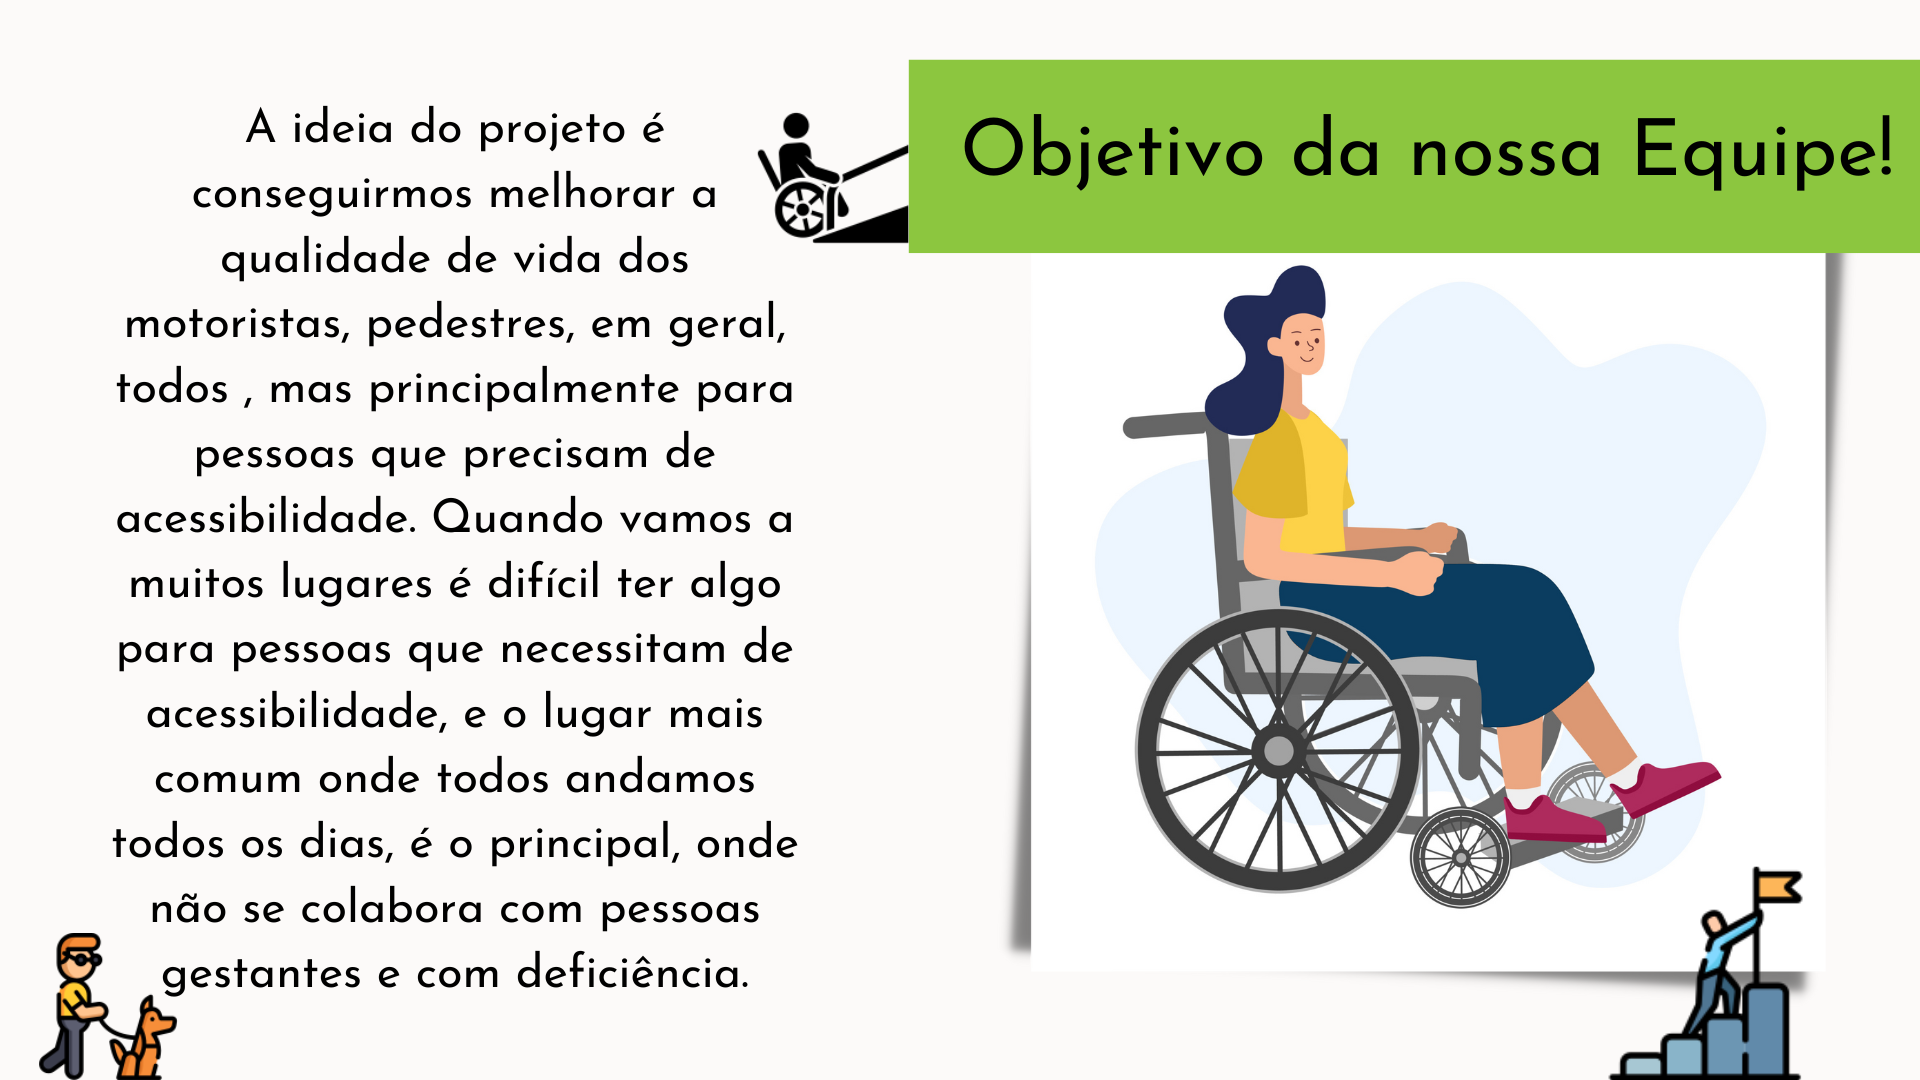 Objetivo da nossa Equipe!
A ideia do projeto é
conseguirmos melhorar a
qualidade de vida dos
motoristas, pedestres, em geral,
todos , mas principalmente para
pessoas que precisam de
acessibilidade. Quando vamos a
muitos lugares é difícil ter algo
para pessoas que necessitam de
acessibilidade, e o lugar mais
comum onde todos andamos
todos os dias, é o principal, onde
não se colabora com pessoas
gestantes e com deficiência.